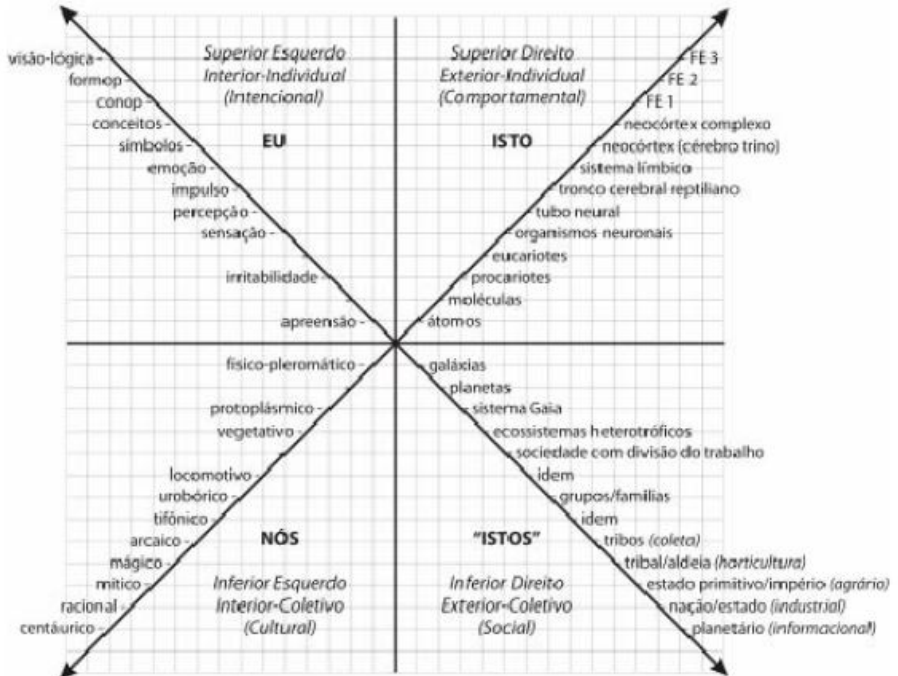 Superior Esquerdo
Interior-Individual
(Intencional)
EU
visão-lógica
formop
conop
conceitos
símbolos
emoção
impulso
percepção
sensação
irritabilidade
apreensão
Superior Direito
Exterior-Individual
(Comportamental)
ISTO
FE 3
FE 2
FE 1
neocórtex complexo
neocórtex (cérebro trino)
sistema límbico
tronco cerebral reptiliano
tubo neural
organismos neuronais
eucariotes
procariotes
moléculas
átomos
físico-pleromático
protoplásmico
vegetativo
locomotivo
urobórico
tifônico
arcaico
mágico
mítico
racional
centáurico
NÓS
Inferior Esquerdo
Interior-Coletivo
(Cultural)
galáxias
planetas
sistema Gaia
ecossistemas heterotróficos
sociedade com divisão do trabalho
idem
grupos/famílias
idem
tribos (coleta)
tribal/aldeia (horticultura)
estado primitivo/império (agrário)
nação/estado (industrial)
planetário (informacional)
"ISTOS"
Inferior Direito
Exterior-Coletivo
(Social)